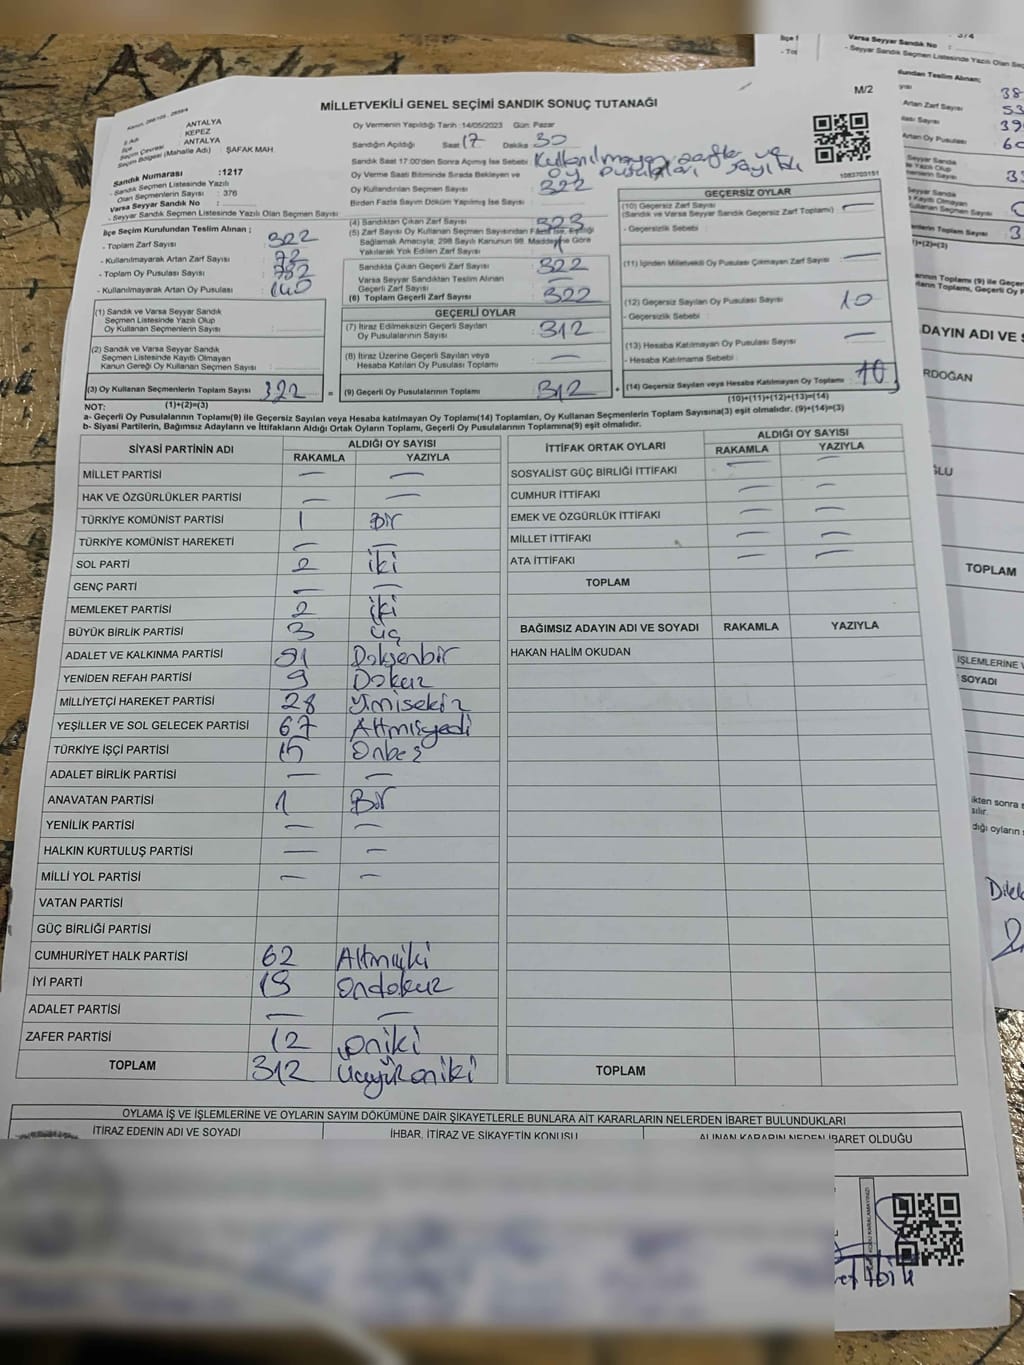 MİLLETVEKİLİ GENEL SEÇİMİ SANDIK SONUÇ TUTANAĞI
M/2
ANTALYA
İlçe KEPEZ
Seçim Çevresi ANTALYA
Seçim Bölgesi (Mahalle Adı) : ŞAFAK MAH.
Sandık Numarası :1217
- Sandık Seçmen Listesinde Yazılı
Olan Seçmenlerin Sayısı : 376
Varsa Seyyar Sandık No :
- Seyyar Sandık Seçmen Listesinde Yazılı Olan Seçmen Sayısı
Oy Vermenin Yapıldığı Tarih :14/05/2023 Gün: Pazar
Sandığın Açıldığı Saat 17 Dakika 30
Sandık Saat 17:00'den Sonra Açılmış İse Sebebi : Kullanılmayan zarflar ve
oy pusulaları sayıldı
Oy Verme Saati Bitiminde Sırada Bekleyen ve
Oy Kullandırılan Seçmen Sayısı 322
Birden Fazla Sayım Döküm Yapılmış İse Sayısı :
1083703151
İlçe Seçim Kurulundan Teslim Alınan ;
- Toplam Zarf Sayısı : 322
- Kullanılmayarak Artan Zarf Sayısı : 72
- Toplam Oy Pusulası Sayısı : 782
- Kullanılmayarak Artan Oy Pusulası : 140
(1) Sandık ve Varsa Seyyar Sandık
Seçmen Listesinde Yazılı Olup
Oy Kullanan Seçmenlerin Sayısı :
(2) Sandık ve Varsa Seyyar Sandık
Seçmen Listesinde Kayıtlı Olmayan
Kanun Gereği Oy Kullanan Seçmen Sayısı :
(3) Oy Kullanan Seçmenlerin Toplam Sayısı 322 =
(1)+(2)=(3)
(4) Sandıktan Çıkan Zarf Sayısı 323
(5) Zarf Sayısı Oy Kullanan Seçmen Sayısından Fazla İse, Eşitliği
Sağlamak Amacıyla; 298 Sayılı Kanunun 98. Maddesine Göre
Yakılarak Yok Edilen Zarf Sayısı
Sandıkta Çıkan Geçerli Zarf Sayısı 322
Varsa Seyyar Sandıktan Teslim Alınan
Geçerli Zarf Sayısı :
(6) Toplam Geçerli Zarf Sayısı 322
GEÇERLİ OYLAR
(7) İtiraz Edilmeksizin Geçerli Sayılan
Oy Pusulalarının Sayısı : 312
(8) İtiraz Üzerine Geçerli Sayılan veya
Hesaba Katılan Oy Pusulası Sayısı : —
(9) Geçerli Oy Pusulalarının Toplamı 312 +
GEÇERSİZ OYLAR
(10) Geçersiz Zarf Sayısı —
(Sandık ve Varsa Seyyar Sandık Geçersiz Zarf Toplamı)
- Geçersizlik Sebebi :
(11) İçinden Milletvekili Oy Pusulası Çıkmayan Zarf Sayısı —
(12) Geçersiz Sayılan Oy Pusulası Sayısı 10
- Geçersizlik Sebebi :
(13) Hesaba Katılmayan Oy Pusulası Sayısı —
- Hesaba Katılmama Sebebi :
(14) Geçersiz Sayılan veya Hesaba Katılmayan Oy Pusulası Toplamı : 10
(10)+(11)+(12)+(13)=(14)
NOT:
a- Geçerli Oy Pusulalarının Toplamı(9) ile Geçersiz Sayılan veya Hesaba katılmayan Oy Toplamı(14) Toplamları, Oy Kullanan Seçmenlerin Toplam Sayısına(3) eşit olmalıdır. (9)+(14)=(3)
b- Siyasi Partilerin, Bağımsız Adayların ve İttifakların Aldığı Ortak Oyların Toplamı, Geçerli Oy Pusulalarının Toplamına(9) eşit olmalıdır.
SİYASİ PARTİNİN ADI ALDIĞI OY SAYISI
RAKAMLA YAZIYLA
MİLLET PARTİSİ — —
HAK VE ÖZGÜRLÜKLER PARTİSİ — —
TÜRKİYE KOMÜNİST PARTİSİ 1 Bir
TÜRKİYE KOMÜNİST HAREKETİ — —
SOL PARTİ 2 iki
GENÇ PARTİ — —
MEMLEKET PARTİSİ 2 iki
BÜYÜK BİRLİK PARTİSİ 3 üç
ADALET VE KALKINMA PARTİSİ 91 Doksanbir
YENİDEN REFAH PARTİSİ 9 Dokuz
MİLLİYETÇİ HAREKET PARTİSİ 28 yirmisekiz
YEŞİLLER VE SOL GELECEK PARTİSİ 67 Altmışyedi
TÜRKİYE İŞÇİ PARTİSİ 15 Onbeş
ADALET BİRLİK PARTİSİ — —
ANAVATAN PARTİSİ 1 Bir
YENİLİK PARTİSİ — —
HALKIN KURTULUŞ PARTİSİ — —
MİLLİ YOL PARTİSİ — —
VATAN PARTİSİ
GÜÇ BİRLİĞİ PARTİSİ
CUMHURİYET HALK PARTİSİ 62 Altmışiki
İYİ PARTİ 19 Ondokuz
ADALET PARTİSİ — —
ZAFER PARTİSİ 12 oniki
TOPLAM 312 Üçyüzoniki
İTTİFAK ORTAK OYLARI ALDIĞI OY SAYISI
RAKAMLA YAZIYLA
SOSYALİST GÜÇ BİRLİĞİ İTTİFAKI — —
CUMHUR İTTİFAKI — —
EMEK VE ÖZGÜRLÜK İTTİFAKI — —
MİLLET İTTİFAKI — —
ATA İTTİFAKI — —
TOPLAM
BAĞIMSIZ ADAYIN ADI VE SOYADI RAKAMLA YAZIYLA
HAKAN HALİM OKUDAN
TOPLAM
OYLAMA İŞ VE İŞLEMLERİNE VE OYLARIN SAYIM DÖKÜMÜNE DAİR ŞİKAYETLERLE BUNLARA AİT KARARLARIN NELERDEN İBARET BULUNDUKLARI
İTİRAZ EDENİN ADI VE SOYADI İHBAR, İTİRAZ VE ŞİKAYETİN KONUSU ALINAN KARARIN NEDEN İBARET OLDUĞU
Varsa Seyyar Sandık No
- Seyyar Sandık Seçmen Listesinde Yazılı Olan
Artan Zarf Sayısı
DAYIN ADI VE
RDOĞAN
ĞLU
TOPLAM
İŞLEMLERİNE
SOYADI
ikten sonra
dığı oyların